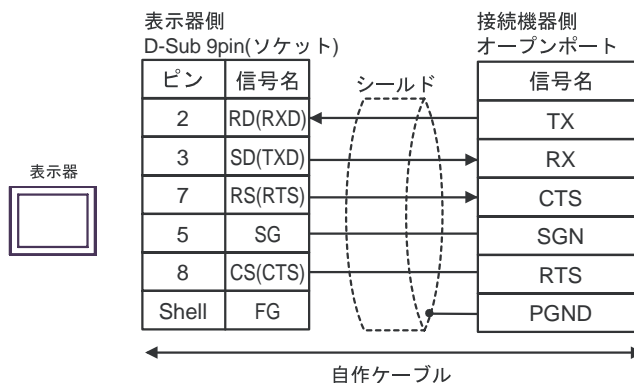 表示器側
D-Sub 9pin(ソケット)
接続機器側
オープンポート
ピン 信号名 シールド 信号名
2 RD(RXD) TX
3 SD(TXD) RX
表示器
7 RS(RTS) CTS
5 SG SGN
8 CS(CTS) RTS
Shell FG PGND
自作ケーブル